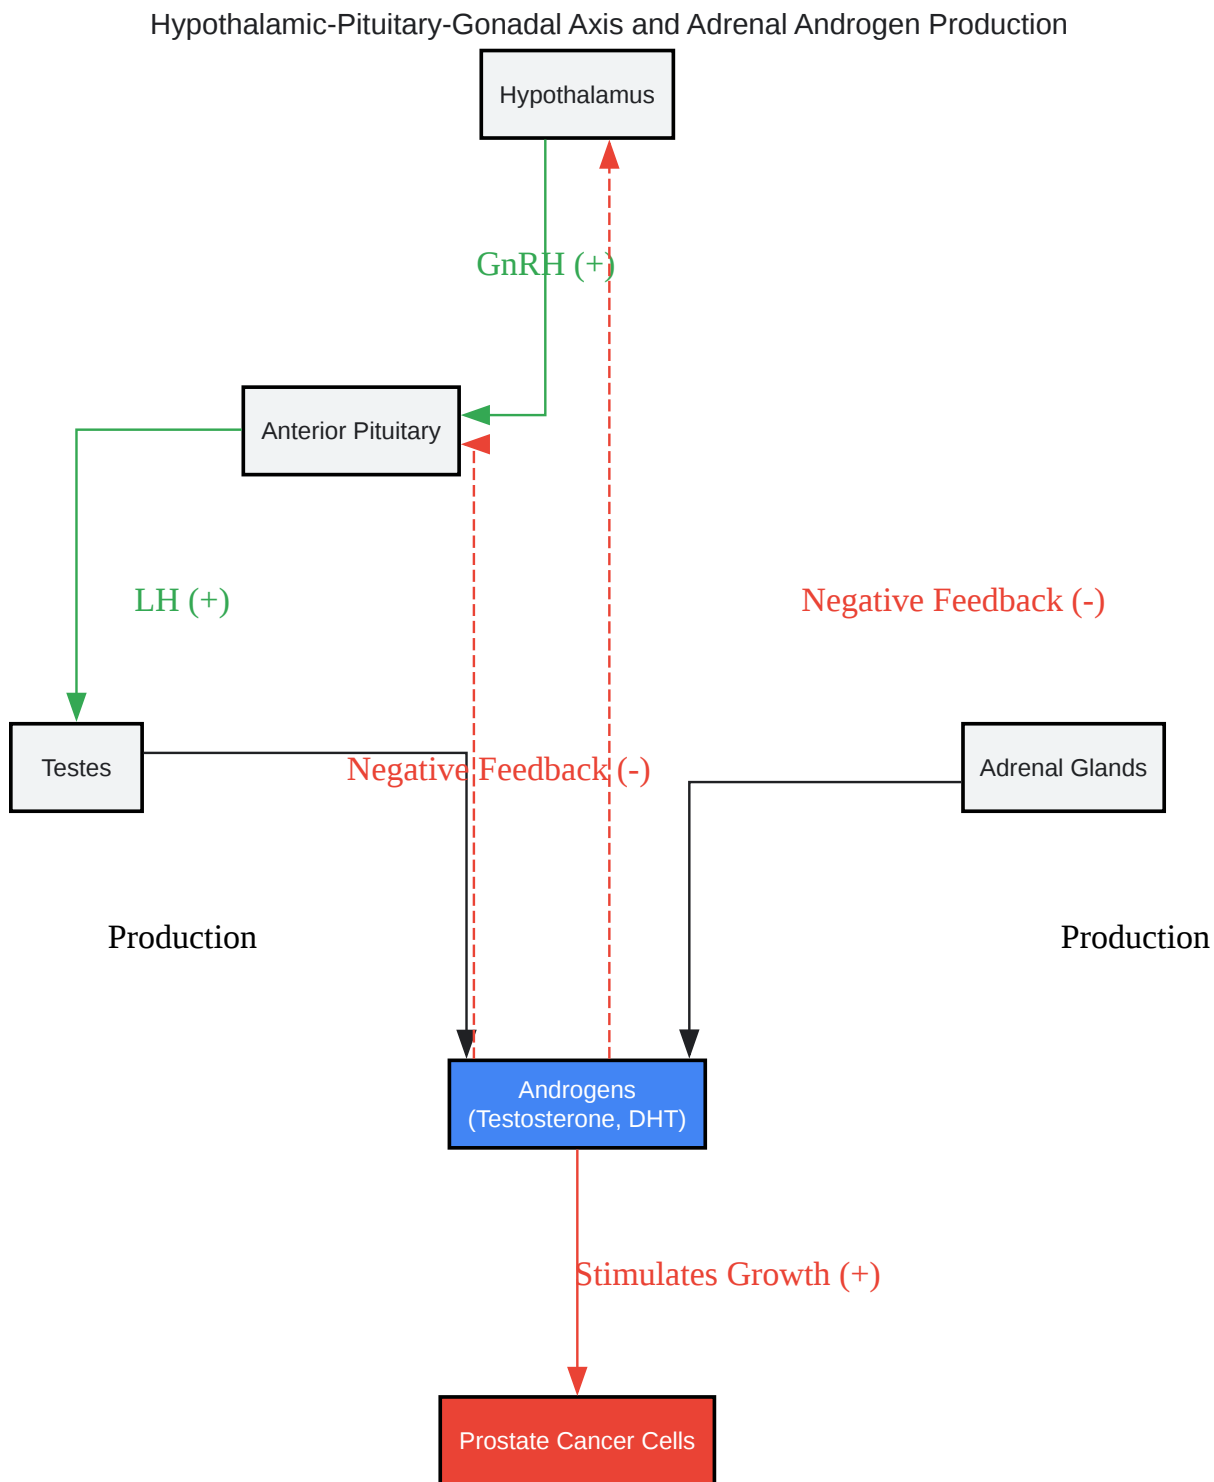 Hypothalamic-Pituitary-Gonadal Axis and Adrenal Androgen Production
Hypothalamus
GnRH (+)
Anterior Pituitary
LH (+)
Negative Feedback (-)
Testes
Negative Feedback (-)
Adrenal Glands
Production
Production
Androgens
(Testosterone, DHT)
Stimulates Growth (+)
Prostate Cancer Cells